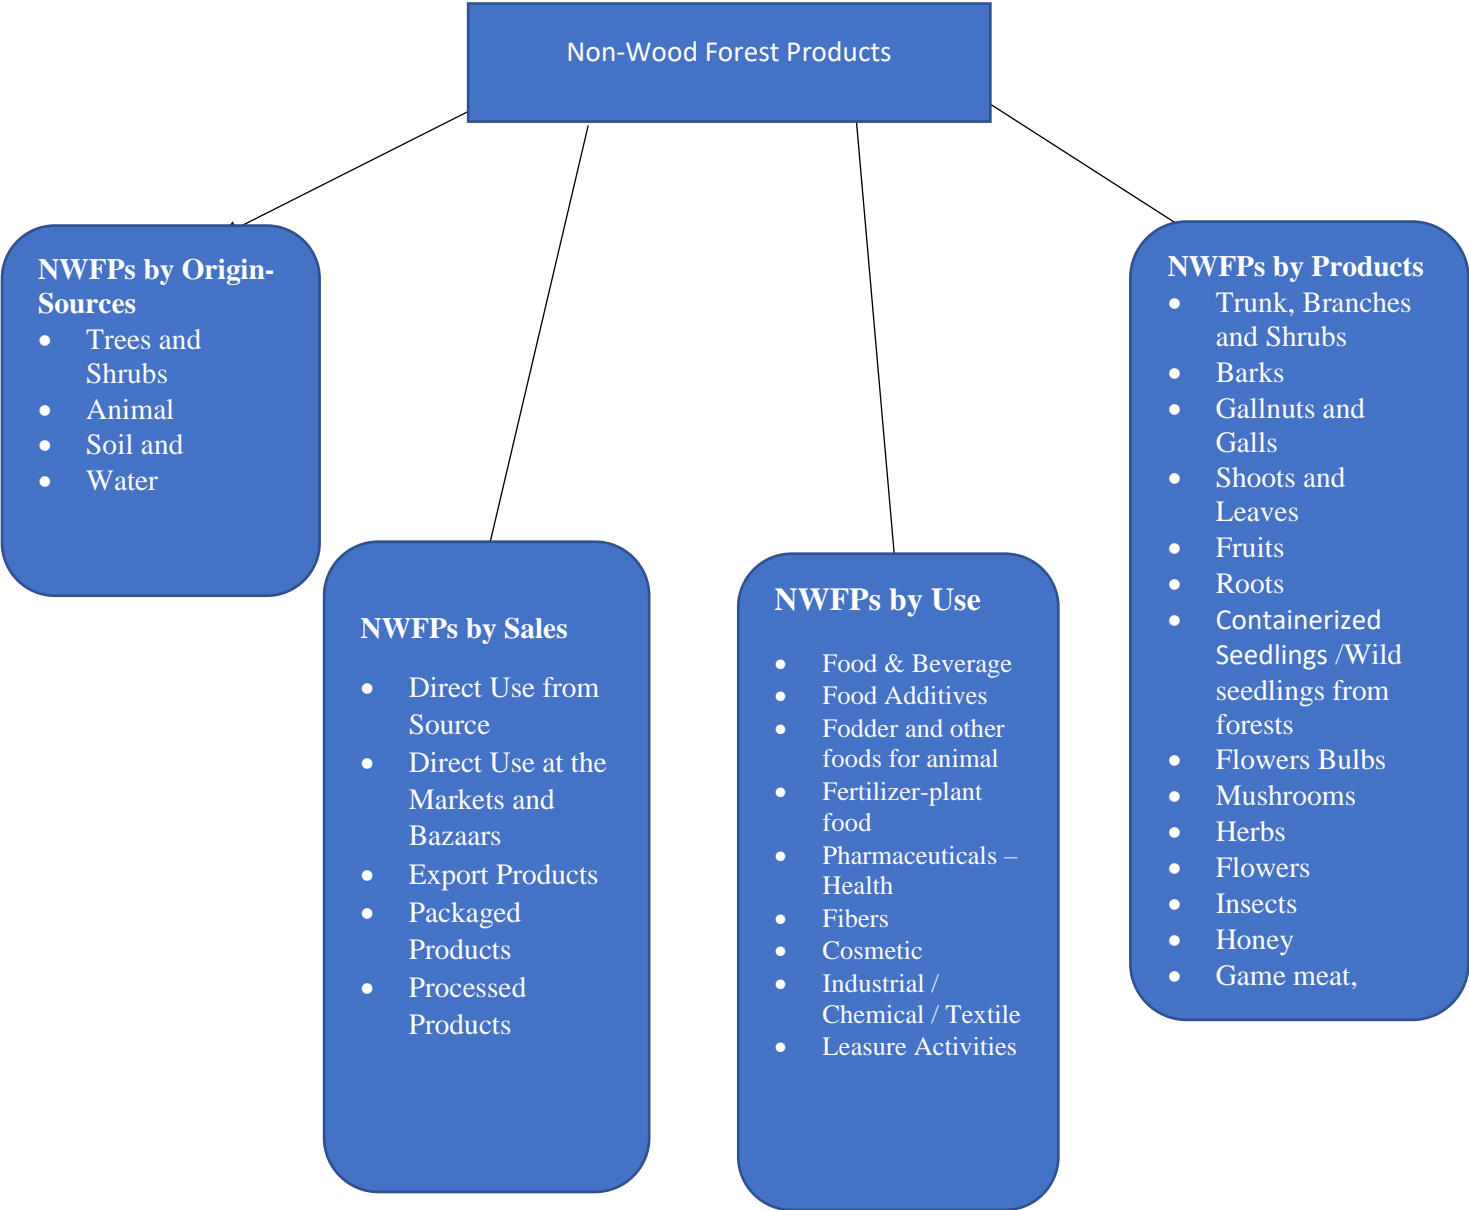 Non-Wood Forest Products
NWFPs by Origin-
Sources
• Trees and
Shrubs
• Animal
• Soil and
• Water
NWFPs by Sales
• Direct Use from
Source
• Direct Use at the
Markets and
Bazaars
• Export Products
• Packaged
Products
• Processed
Products
NWFPs by Use
• Food & Beverage
• Food Additives
• Fodder and other
foods for animal
• Fertilizer-plant
food
• Pharmaceuticals –
Health
• Fibers
• Cosmetic
• Industrial /
Chemical / Textile
• Leasure Activities
NWFPs by Products
• Trunk, Branches
and Shrubs
• Barks
• Gallnuts and
Galls
• Shoots and
Leaves
• Fruits
• Roots
• Containerized
Seedlings /Wild
seedlings from
forests
• Flowers Bulbs
• Mushrooms
• Herbs
• Flowers
• Insects
• Honey
• Game meat,